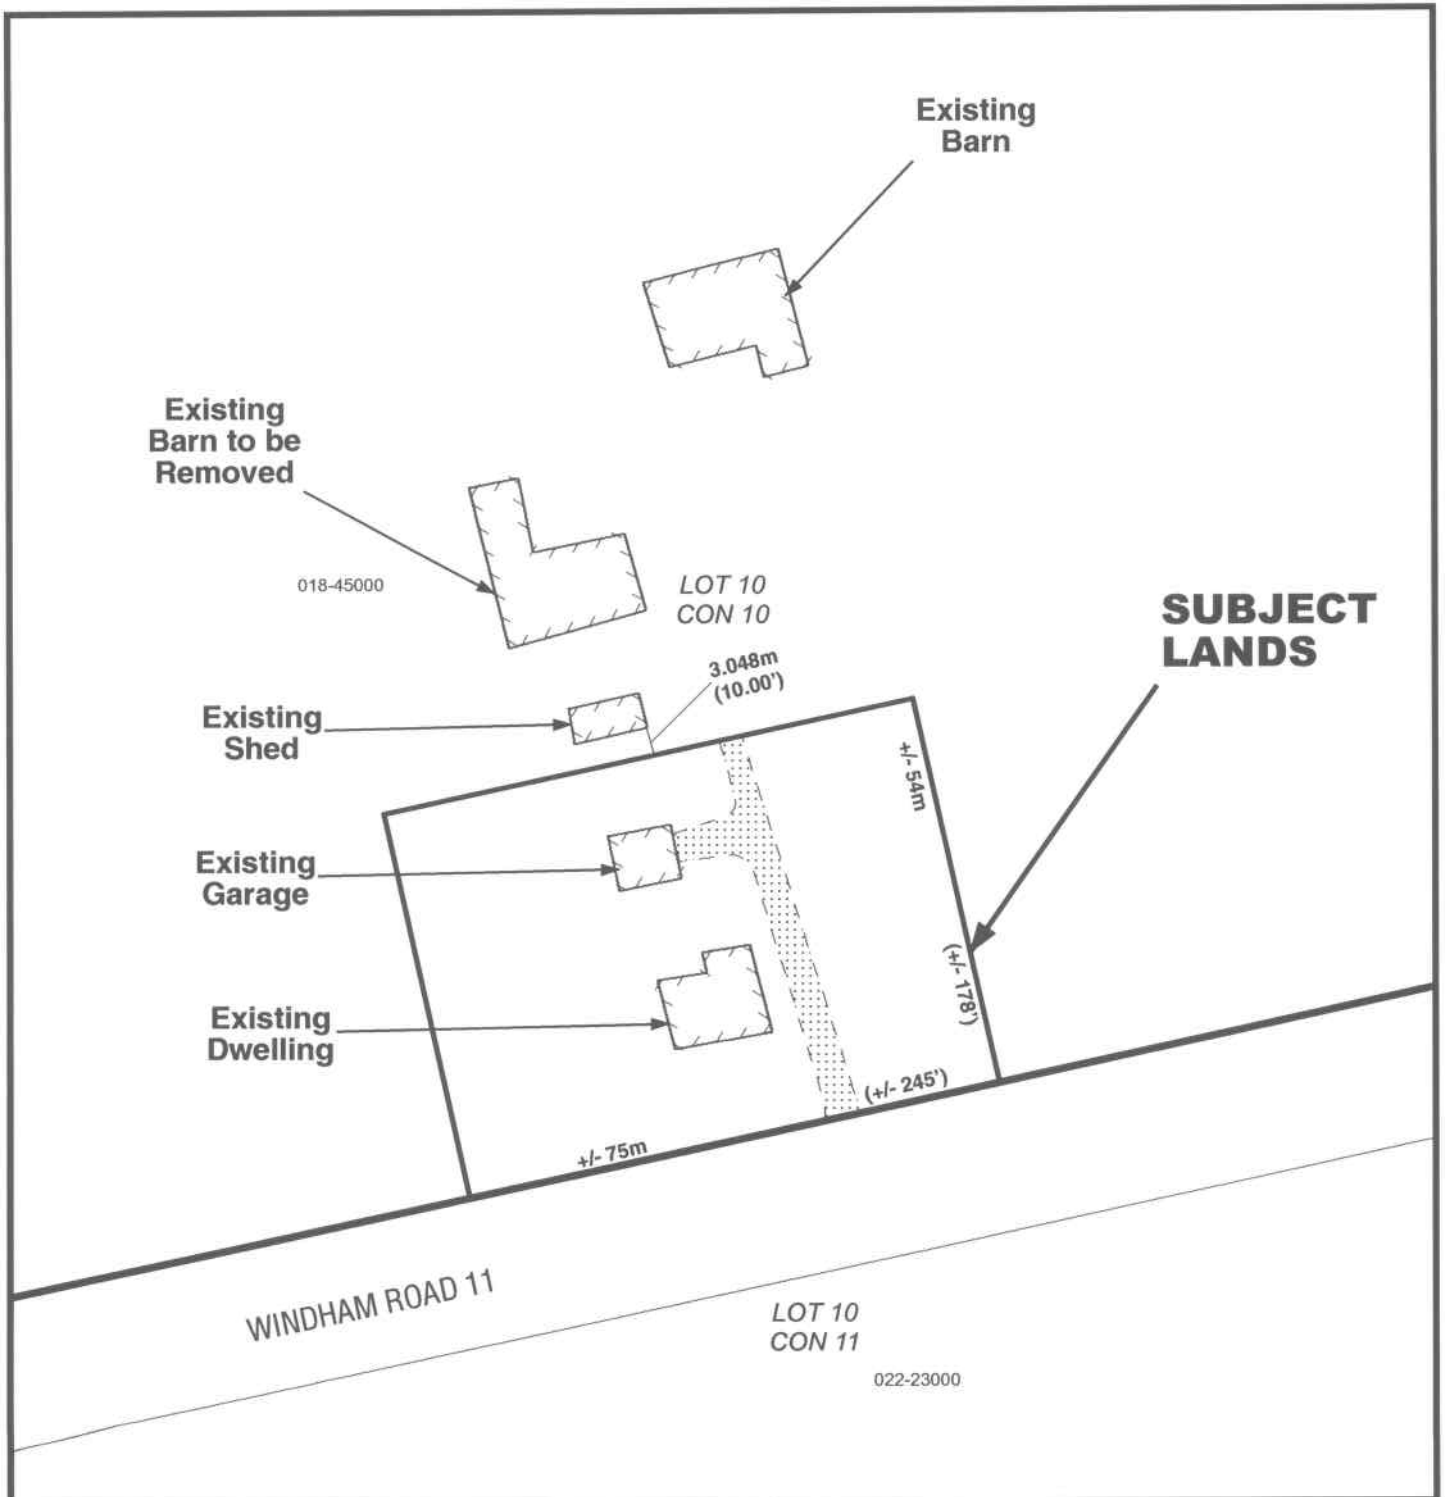 Existing
Barn
Existing
Barn to be
Removed
018-45000
LOT 10
CON 10
SUBJECT
LANDS
3.048m
(10.00')
Existing
Shed
+/- 54m
Existing
Garage
(+/- 178')
Existing
Dwelling
(+/- 245')
+/- 75m
WINDHAM ROAD 11
LOT 10
CON 11
022-23000